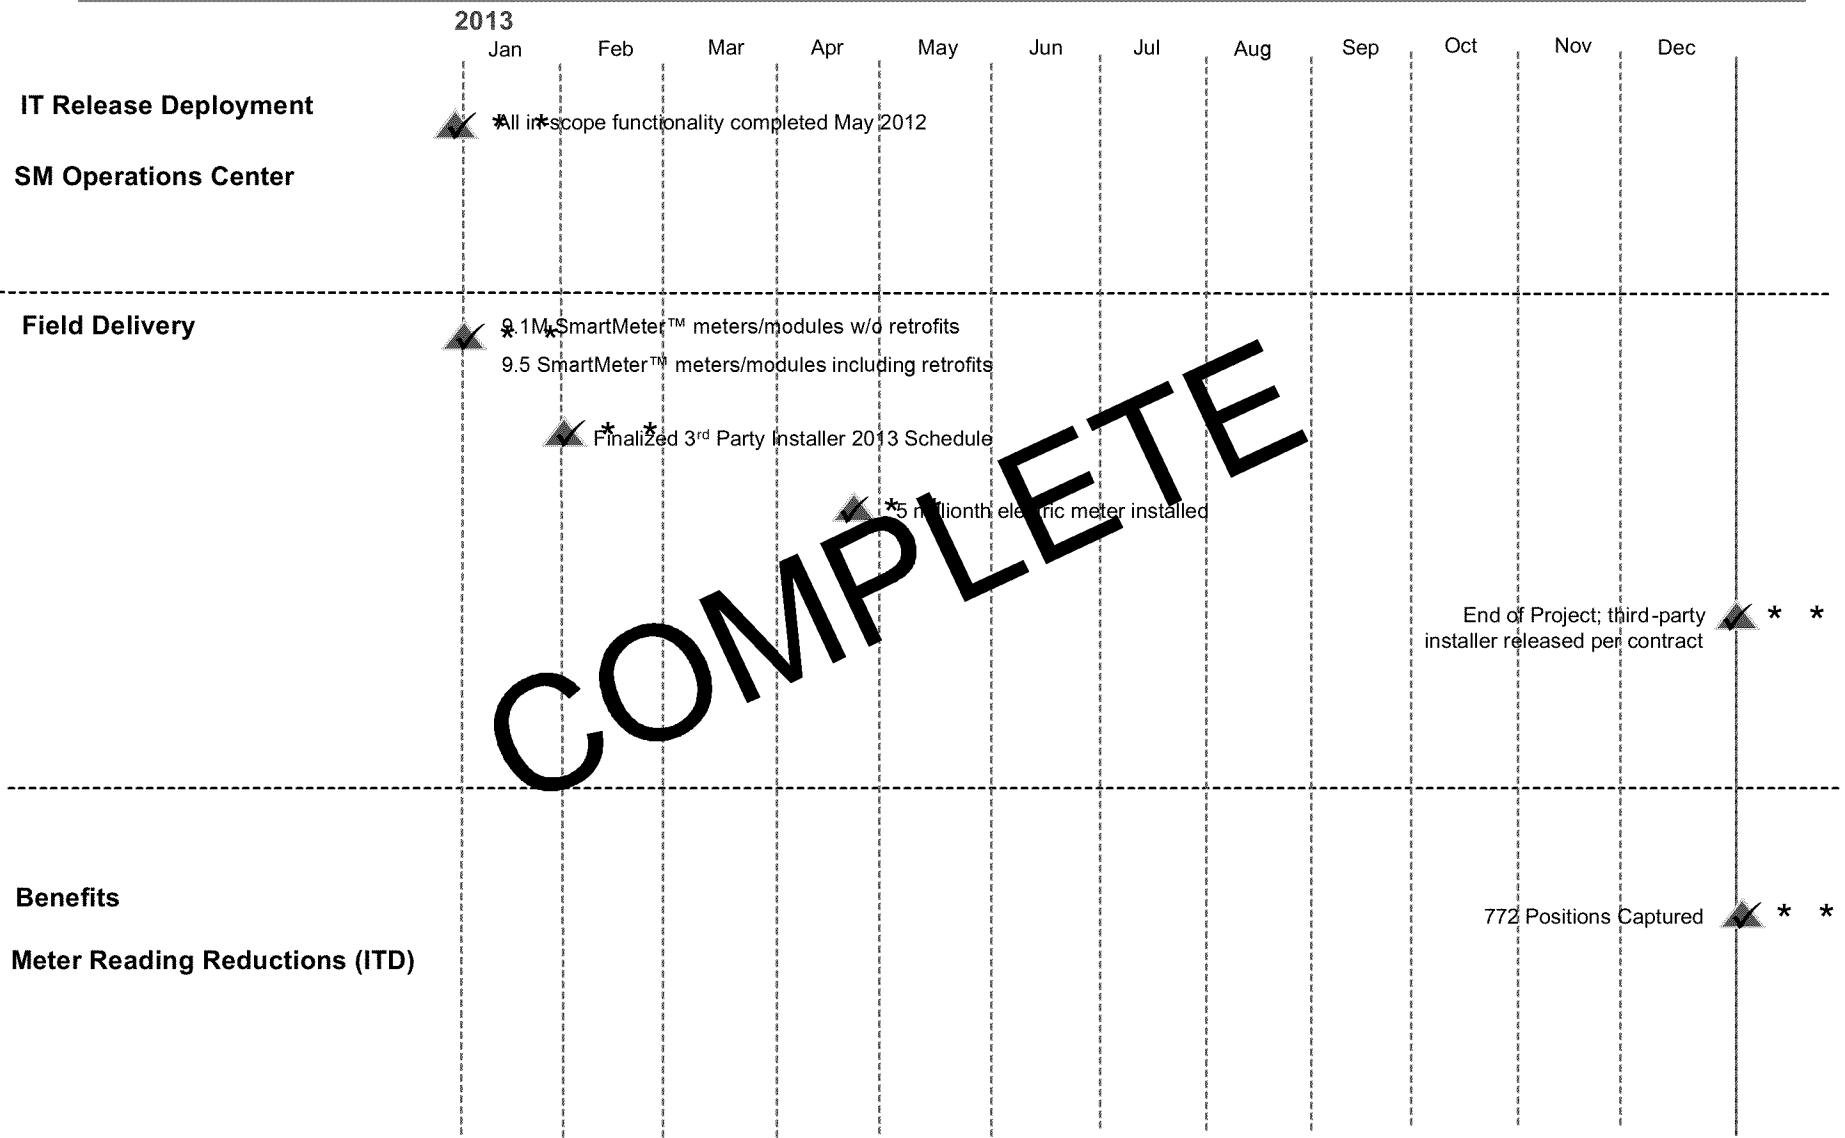 2013
Jan Feb Mar Apr May Jun Jul Aug Sep Oct Nov Dec
IT Release Deployment
* * All in-scope functionality completed May 2012
SM Operations Center
Field Delivery
* * 9.1M SmartMeter™ meters/modules w/o retrofits
9.5 SmartMeter™ meters/modules including retrofits
* * Finalized 3rd Party Installer 2013 Schedule
* * 5 millionth electric meter installed
COMPLETE
End of Project; third-party * *
installer released per contract
Benefits
772 Positions Captured * *
Meter Reading Reductions (ITD)